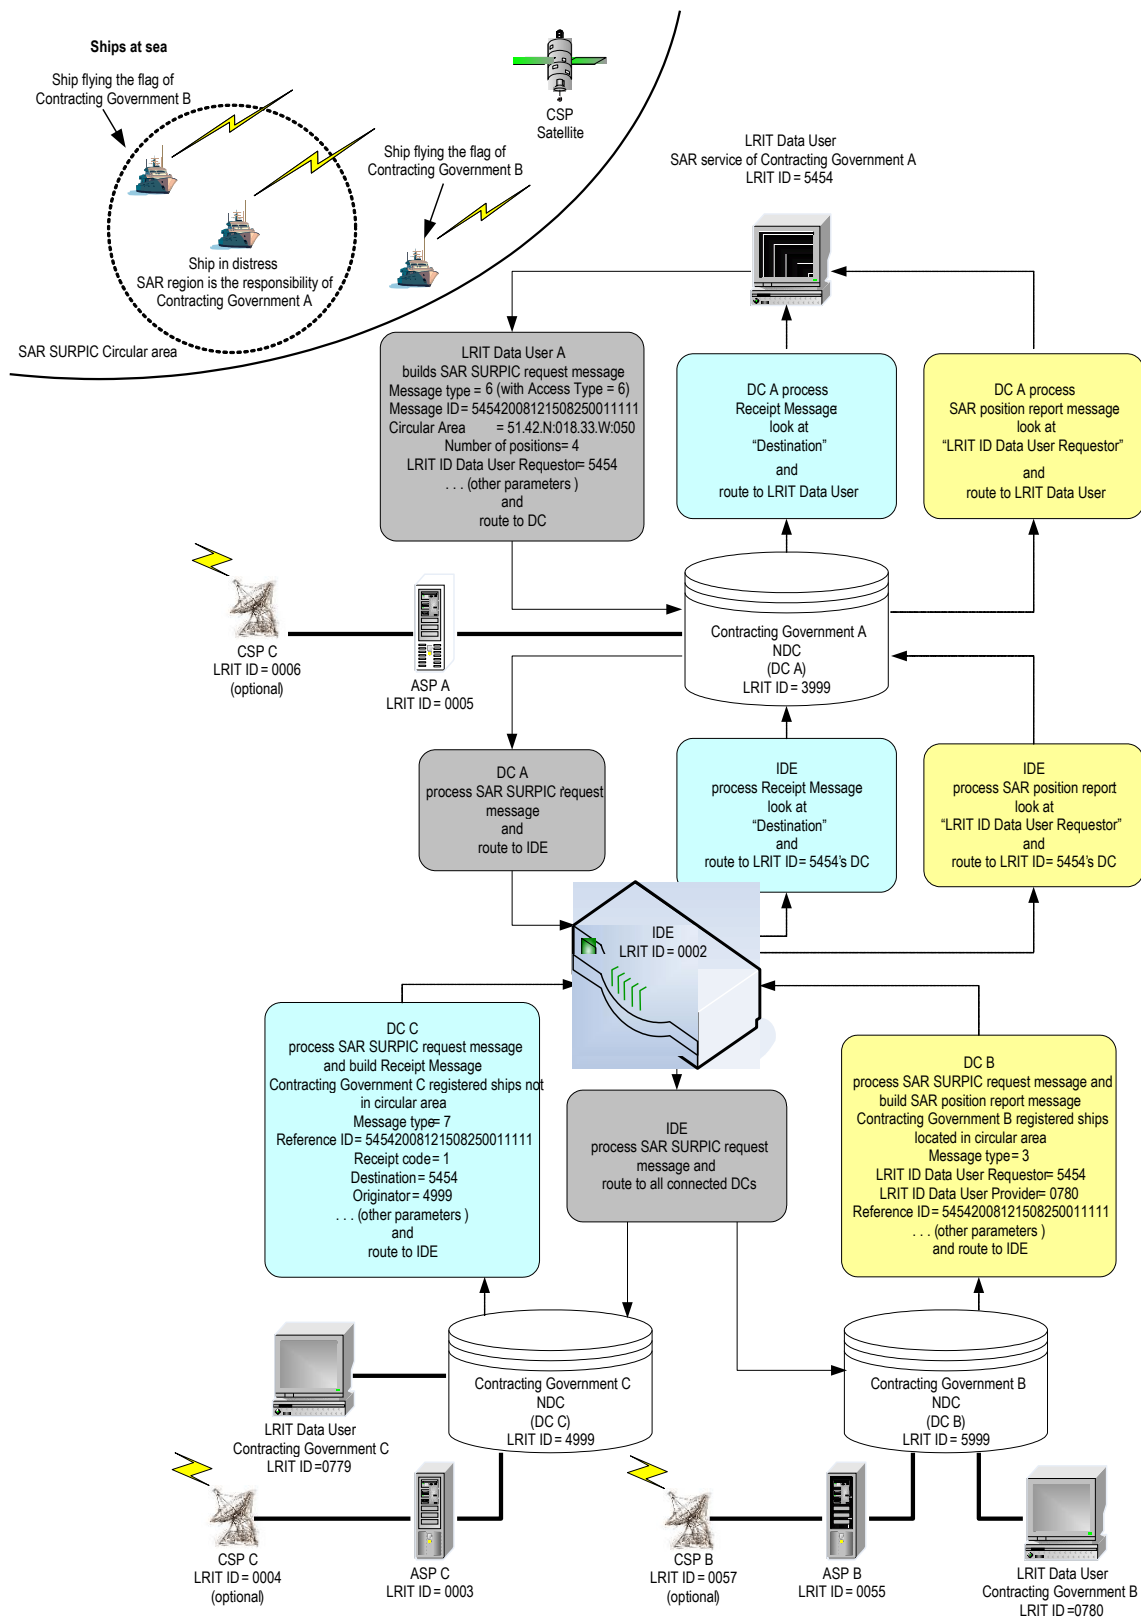 Ships at sea
Ship flying the flag of
Contracting Government B
CSP
Satellite
Ship flying the flag of
Contracting Government B
Ship in distress
SAR region is the responsibility of
Contracting Government A
SAR SURPIC Circular area
LRIT Data User
SAR service of Contracting Government A
LRIT ID = 5454
LRIT Data User A
builds SAR SURPIC request message
Message type = 6 (with Access Type = 6)
Message ID = 54542008121508250011111
Circular Area = 51.42.N:018.33.W:050
Number of positions= 4
LRIT ID Data User Requestor= 5454
. . . (other parameters )
and
route to DC
DC A process
Receipt Message
look at
“Destination”
and
route to LRIT Data User
DC A process
SAR position report message
look at
“LRIT ID Data User Requestor”
and
route to LRIT Data User
CSP C
LRIT ID = 0006
(optional)
ASP A
LRIT ID = 0005
Contracting Government A
NDC
(DC A)
LRIT ID = 3999
DC A
process SAR SURPIC request
message
and
route to IDE
IDE
process Receipt Message
look at
“Destination”
and
route to LRIT ID= 5454’s DC
IDE
process SAR position report
look at
“LRIT ID Data User Requestor”
and
route to LRIT ID= 5454’s DC
IDE
LRIT ID = 0002
DC C
process SAR SURPIC request message
and build Receipt Message
Contracting Government C registered ships not
in circular area
Message type= 7
Reference ID= 54542008121508250011111
Receipt code= 1
Destination = 5454
Originator = 4999
. . . (other parameters )
and
route to IDE
IDE
process SAR SURPIC request
message and
route to all connected DCs
DC B
process SAR SURPIC request message and
build SAR position report message
Contracting Government B registered ships
located in circular area
Message type = 3
LRIT ID Data User Requestor= 5454
LRIT ID Data User Provider= 0780
Reference ID= 54542008121508250011111
. . . (other parameters )
and route to IDE
Contracting Government C
NDC
(DC C)
LRIT ID = 4999
Contracting Government B
NDC
(DC B)
LRIT ID = 5999
LRIT Data User
Contracting Government C
LRIT ID =0779
CSP C
LRIT ID = 0004
(optional)
ASP C
LRIT ID = 0003
CSP B
LRIT ID = 0057
(optional)
ASP B
LRIT ID = 0055
LRIT Data User
Contracting Government B
LRIT ID =0780